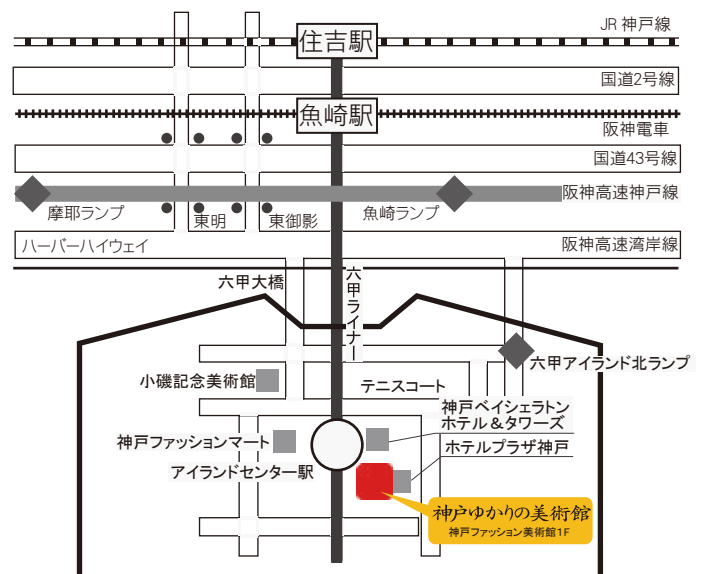 JR 神戸線
住吉駅
国道2号線
魚崎駅
阪神電車
国道43号線
阪神高速神戸線
摩耶ランプ
東明
東御影
魚崎ランプ
ハーバーハイウェイ
阪神高速湾岸線
六甲大橋
六甲ライナー
六甲アイランド北ランプ
小磯記念美術館
テニスコート
神戸ベイシェラトン
ホテル&タワーズ
神戸ファッションマート
ホテルプラザ神戸
アイランドセンター駅
神戸ゆかりの美術館
神戸ファッション美術館1F